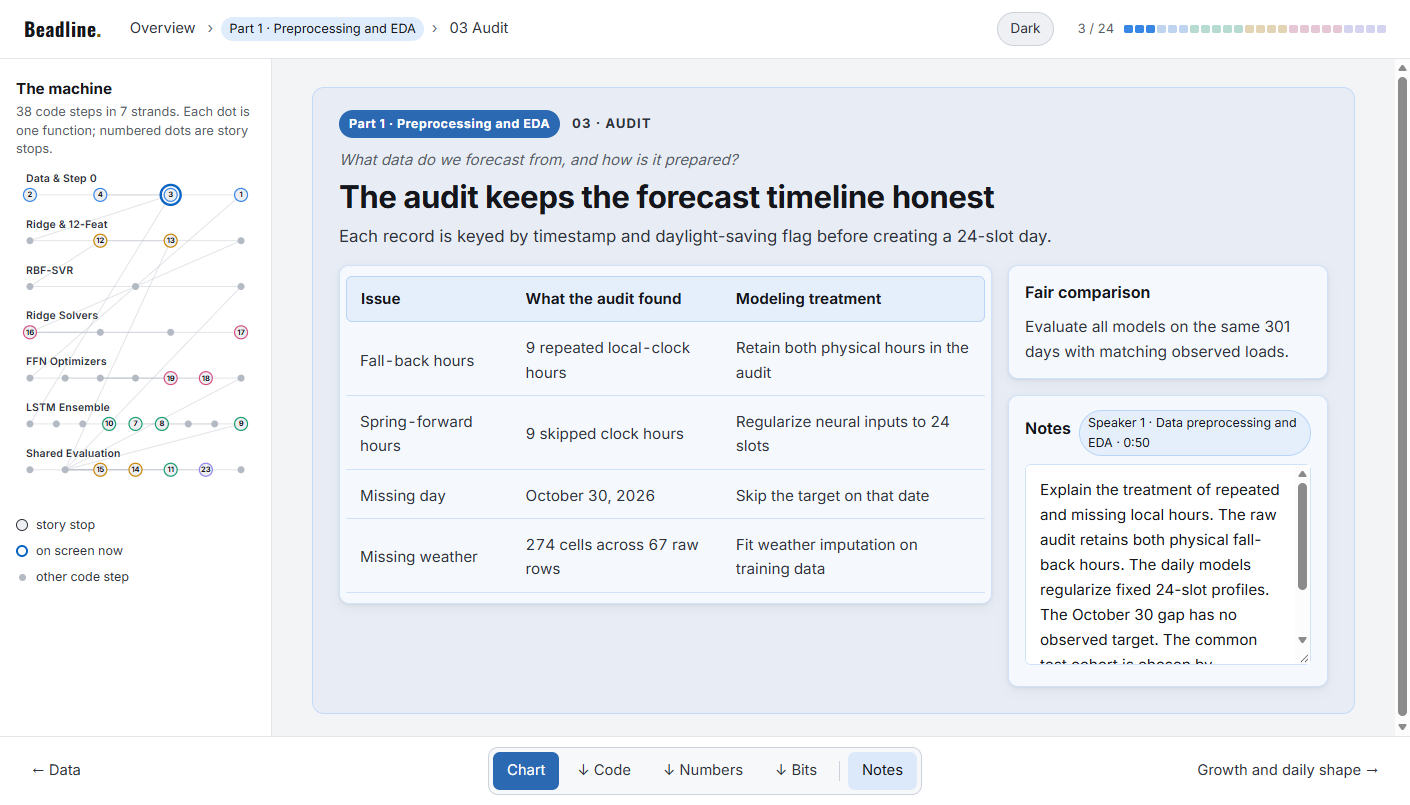 Beadline.
Overview › Part 1 · Preprocessing and EDA › 03 Audit
Dark
3 / 24
The machine
38 code steps in 7 strands. Each dot is
one function; numbered dots are story
stops.
Data & Step 0
2 4 3 1
Ridge & 12-Feat
12 13
RBF-SVR
Ridge Solvers
16 17
FFN Optimizers
19 18
LSTM Ensemble
10 7 8 9
Shared Evaluation
15 14 11 23
story stop
on screen now
other code step
Part 1 · Preprocessing and EDA 03 · AUDIT
What data do we forecast from, and how is it prepared?
The audit keeps the forecast timeline honest
Each record is keyed by timestamp and daylight-saving flag before creating a 24-slot day.
Issue What the audit found Modeling treatment
Fall-back hours
9 repeated local-clock
hours
Retain both physical hours in the
audit
Spring-forward
hours
9 skipped clock hours
Regularize neural inputs to 24
slots
Missing day October 30, 2026 Skip the target on that date
Missing weather
274 cells across 67 raw
rows
Fit weather imputation on
training data
Fair comparison
Evaluate all models on the same 301
days with matching observed loads.
Notes
Speaker 1 · Data preprocessing and
EDA · 0:50
Explain the treatment of repeated
and missing local hours. The raw
audit retains both physical fall-
back hours. The daily models
regularize fixed 24-slot profiles.
The October 30 gap has no
observed target. The common
test cohort is chosen by
← Data
Chart ↓ Code ↓ Numbers ↓ Bits Notes
Growth and daily shape →